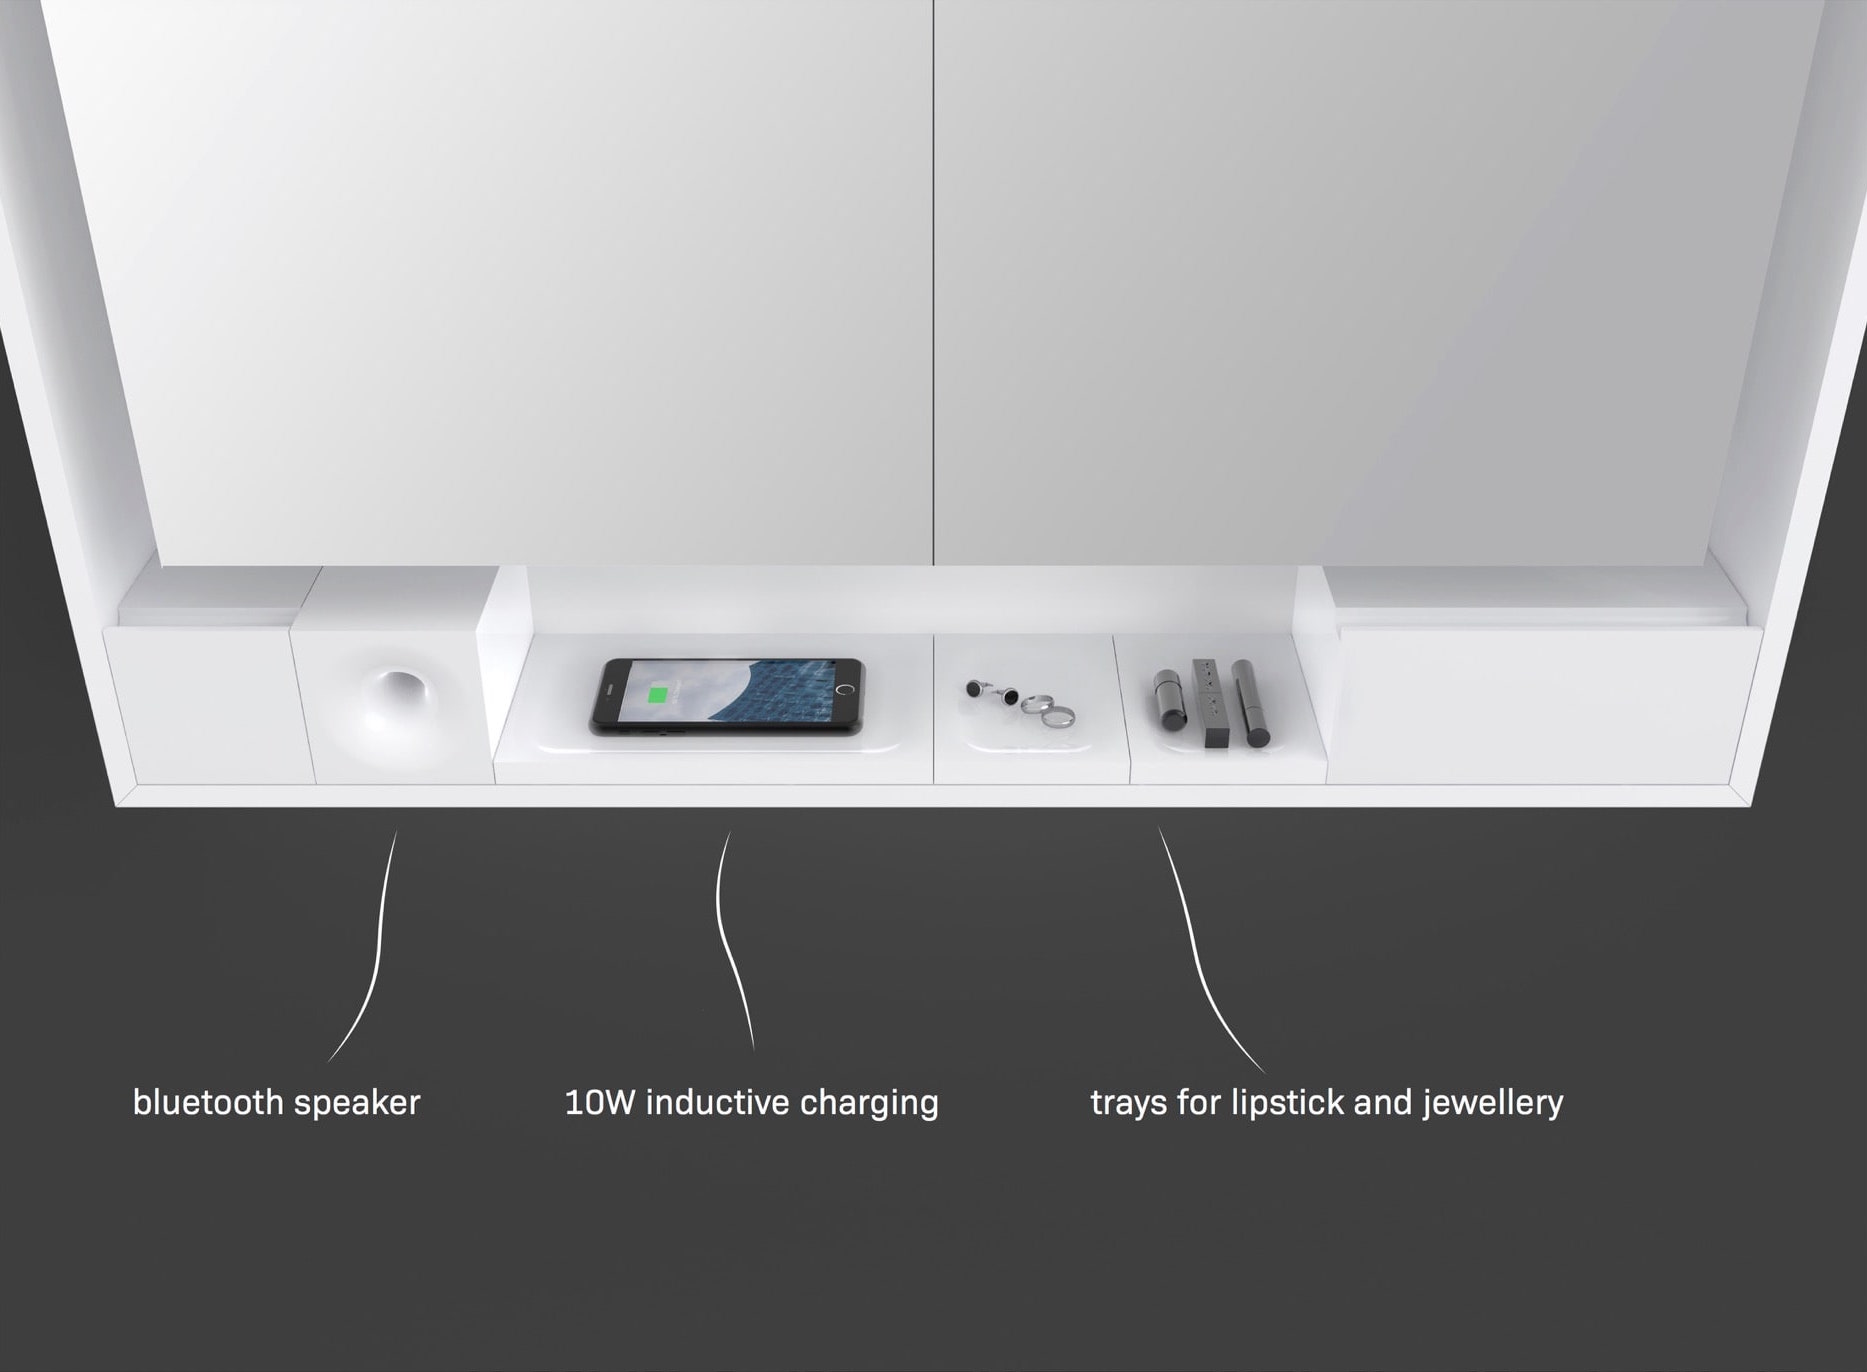 bluetooth speaker
10W inductive charging
trays for lipstick and jewellery